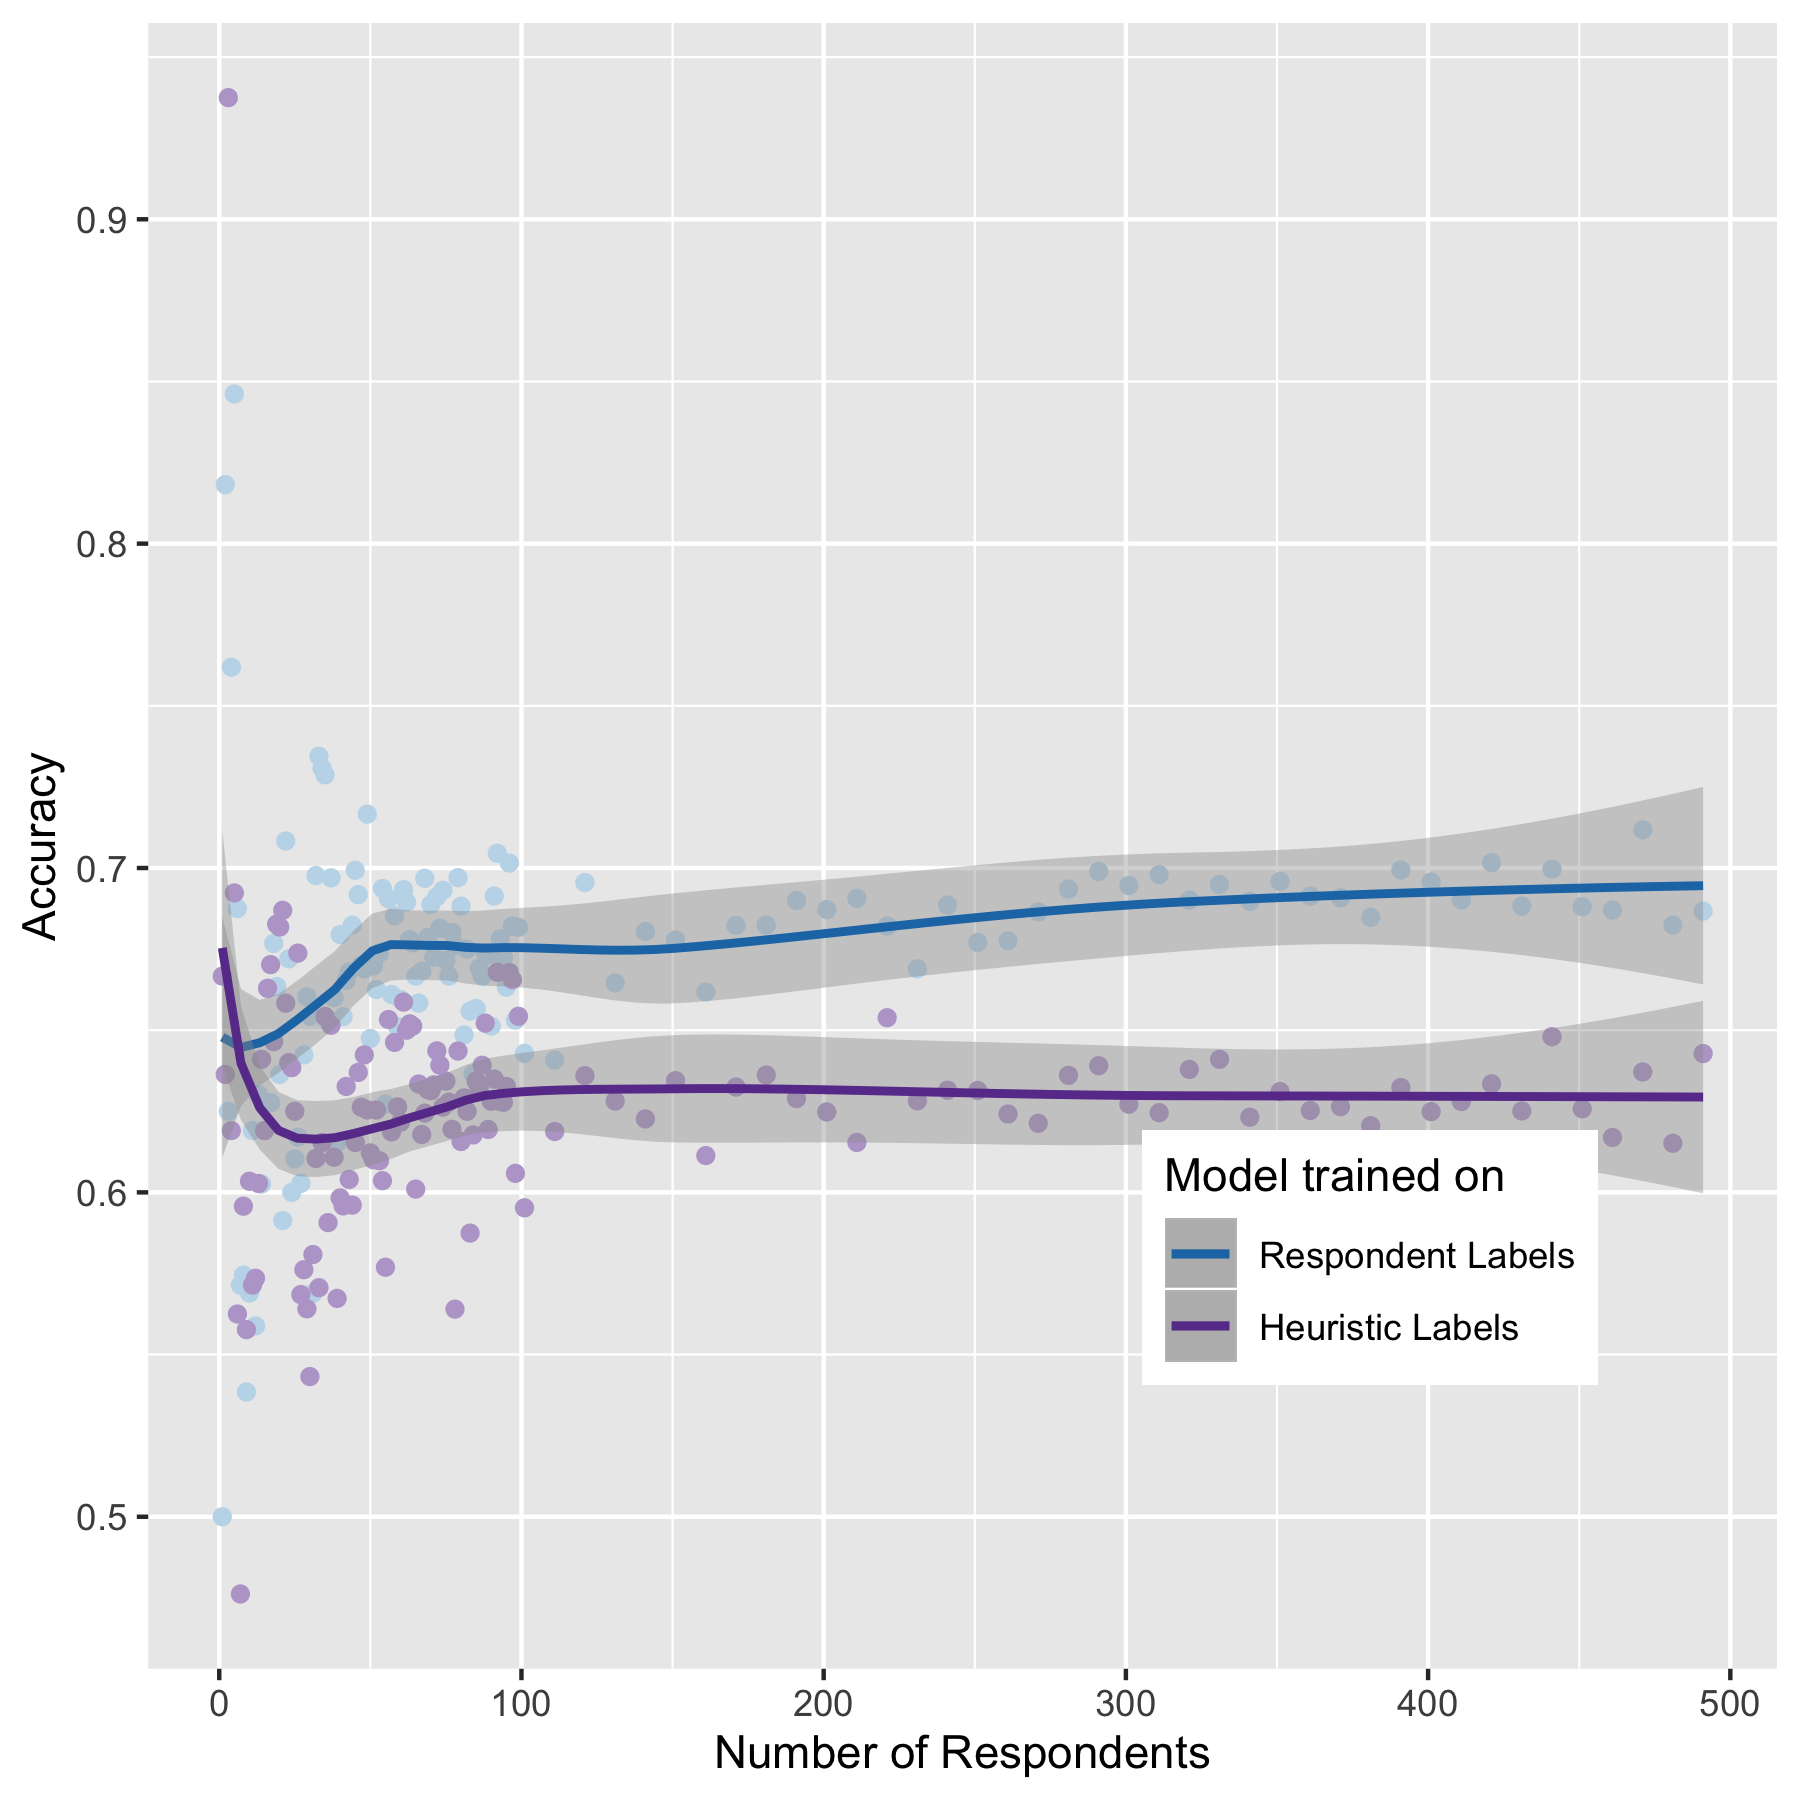 0.9
0.8
0.7
0.6
0.5
Accuracy
Model trained on
Respondent Labels
Heuristic Labels
0 100 200 300 400 500
Number of Respondents